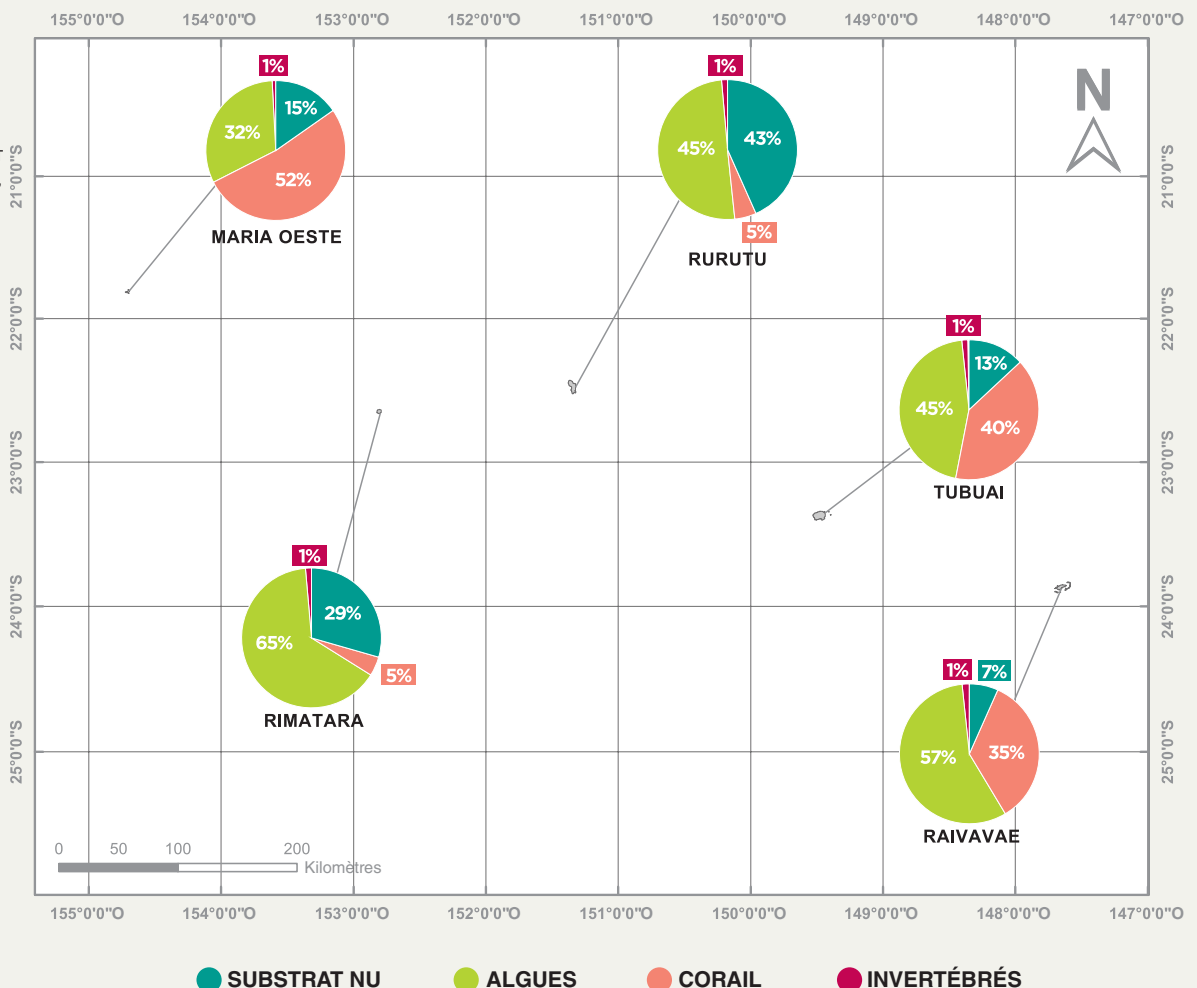 155°0'0"O 154°0'0"O 153°0'0"O 152°0'0"O 151°0'0"O 150°0'0"O 149°0'0"O 148°0'0"O 147°0'0"O
N
1%
15%
32%
52%
MARIA OESTE
1%
43%
45%
5%
RURUTU
21°0'0"S 21°0'0"S
22°0'0"S 22°0'0"S
1%
13%
45%
40%
TUBUAI
23°0'0"S 23°0'0"S
1%
29%
65%
5%
RIMATARA
24°0'0"S 24°0'0"S
1% 7%
57%
35%
RAIVAVAE
25°0'0"S 25°0'0"S
0 50 100 200
Kilomètres
155°0'0"O 154°0'0"O 153°0'0"O 152°0'0"O 151°0'0"O 150°0'0"O 149°0'0"O 148°0'0"O 147°0'0"O
SUBSTRAT NU ALGUES CORAIL INVERTÉBRÉS